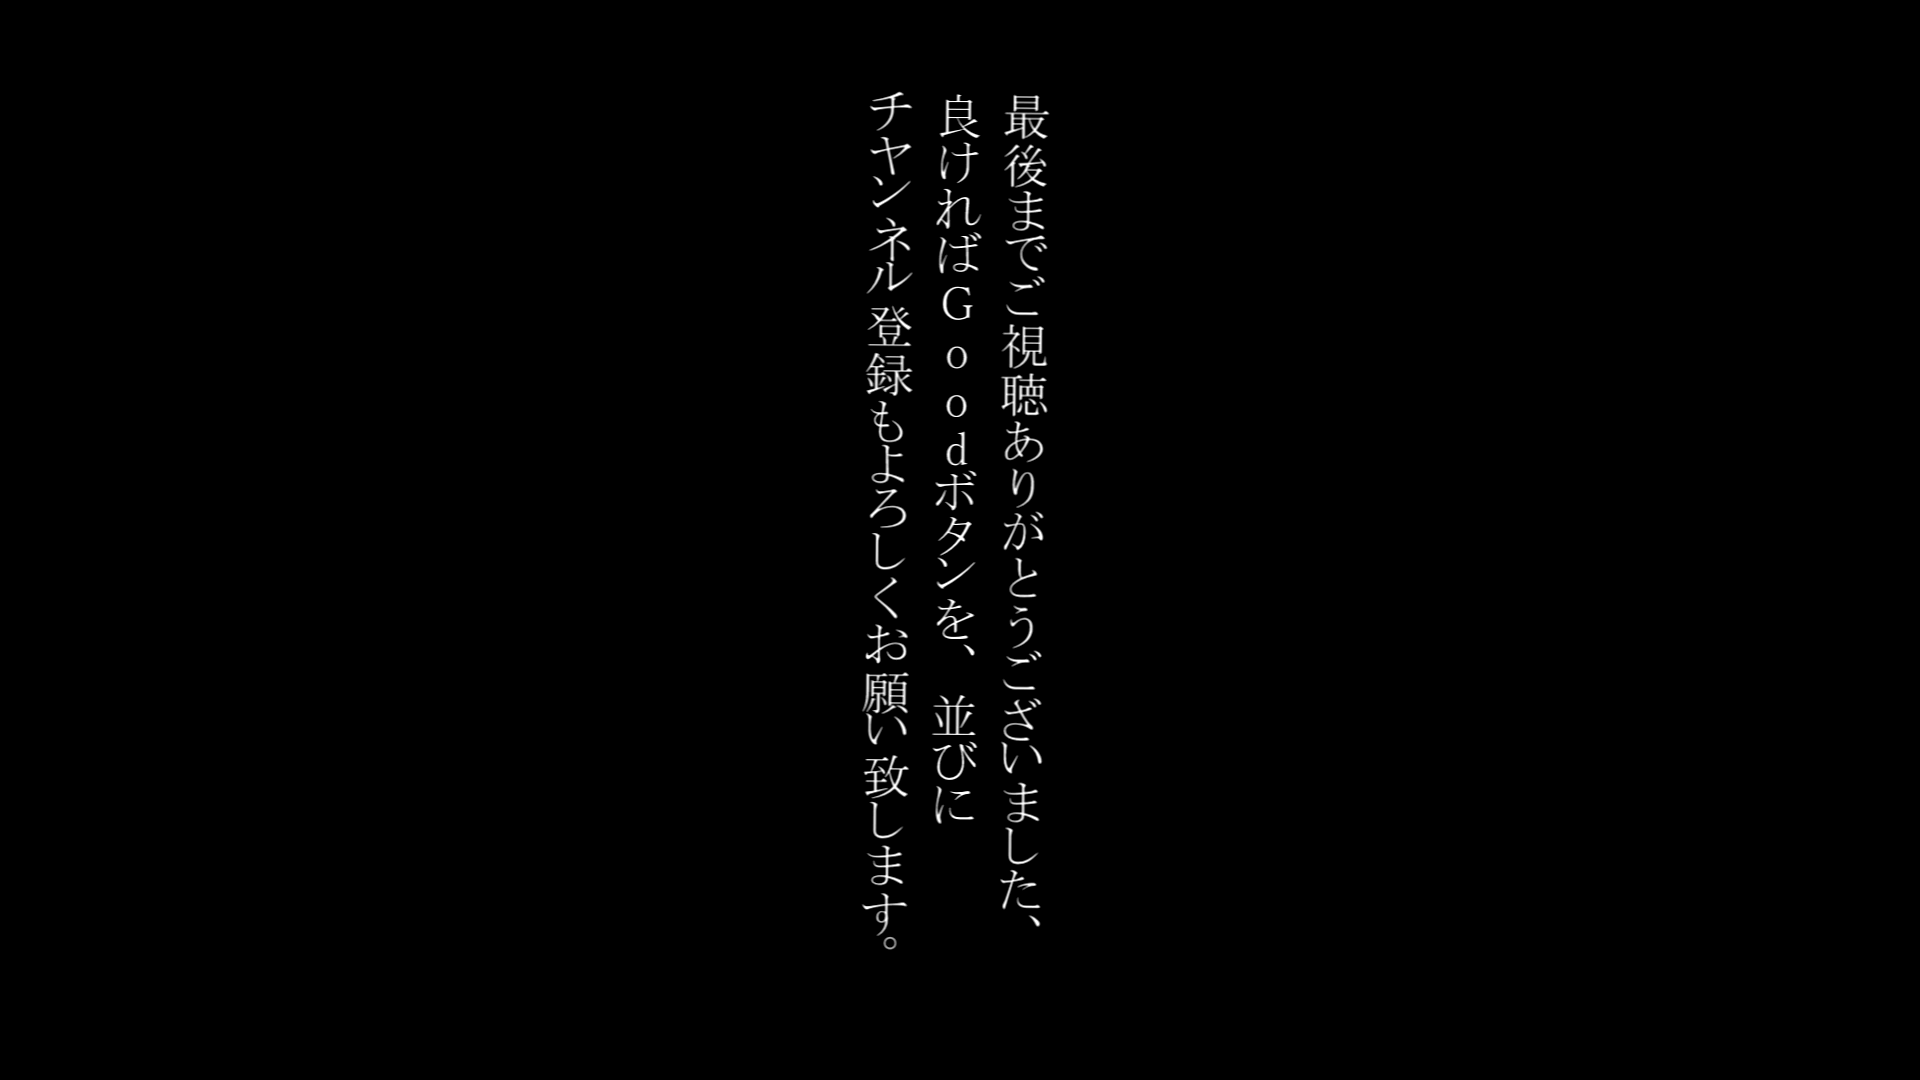 最後までご視聴ありがとうございました、
良ければGoodボタンを、並びに
チヤンネル登録もよろしくお願い致します。